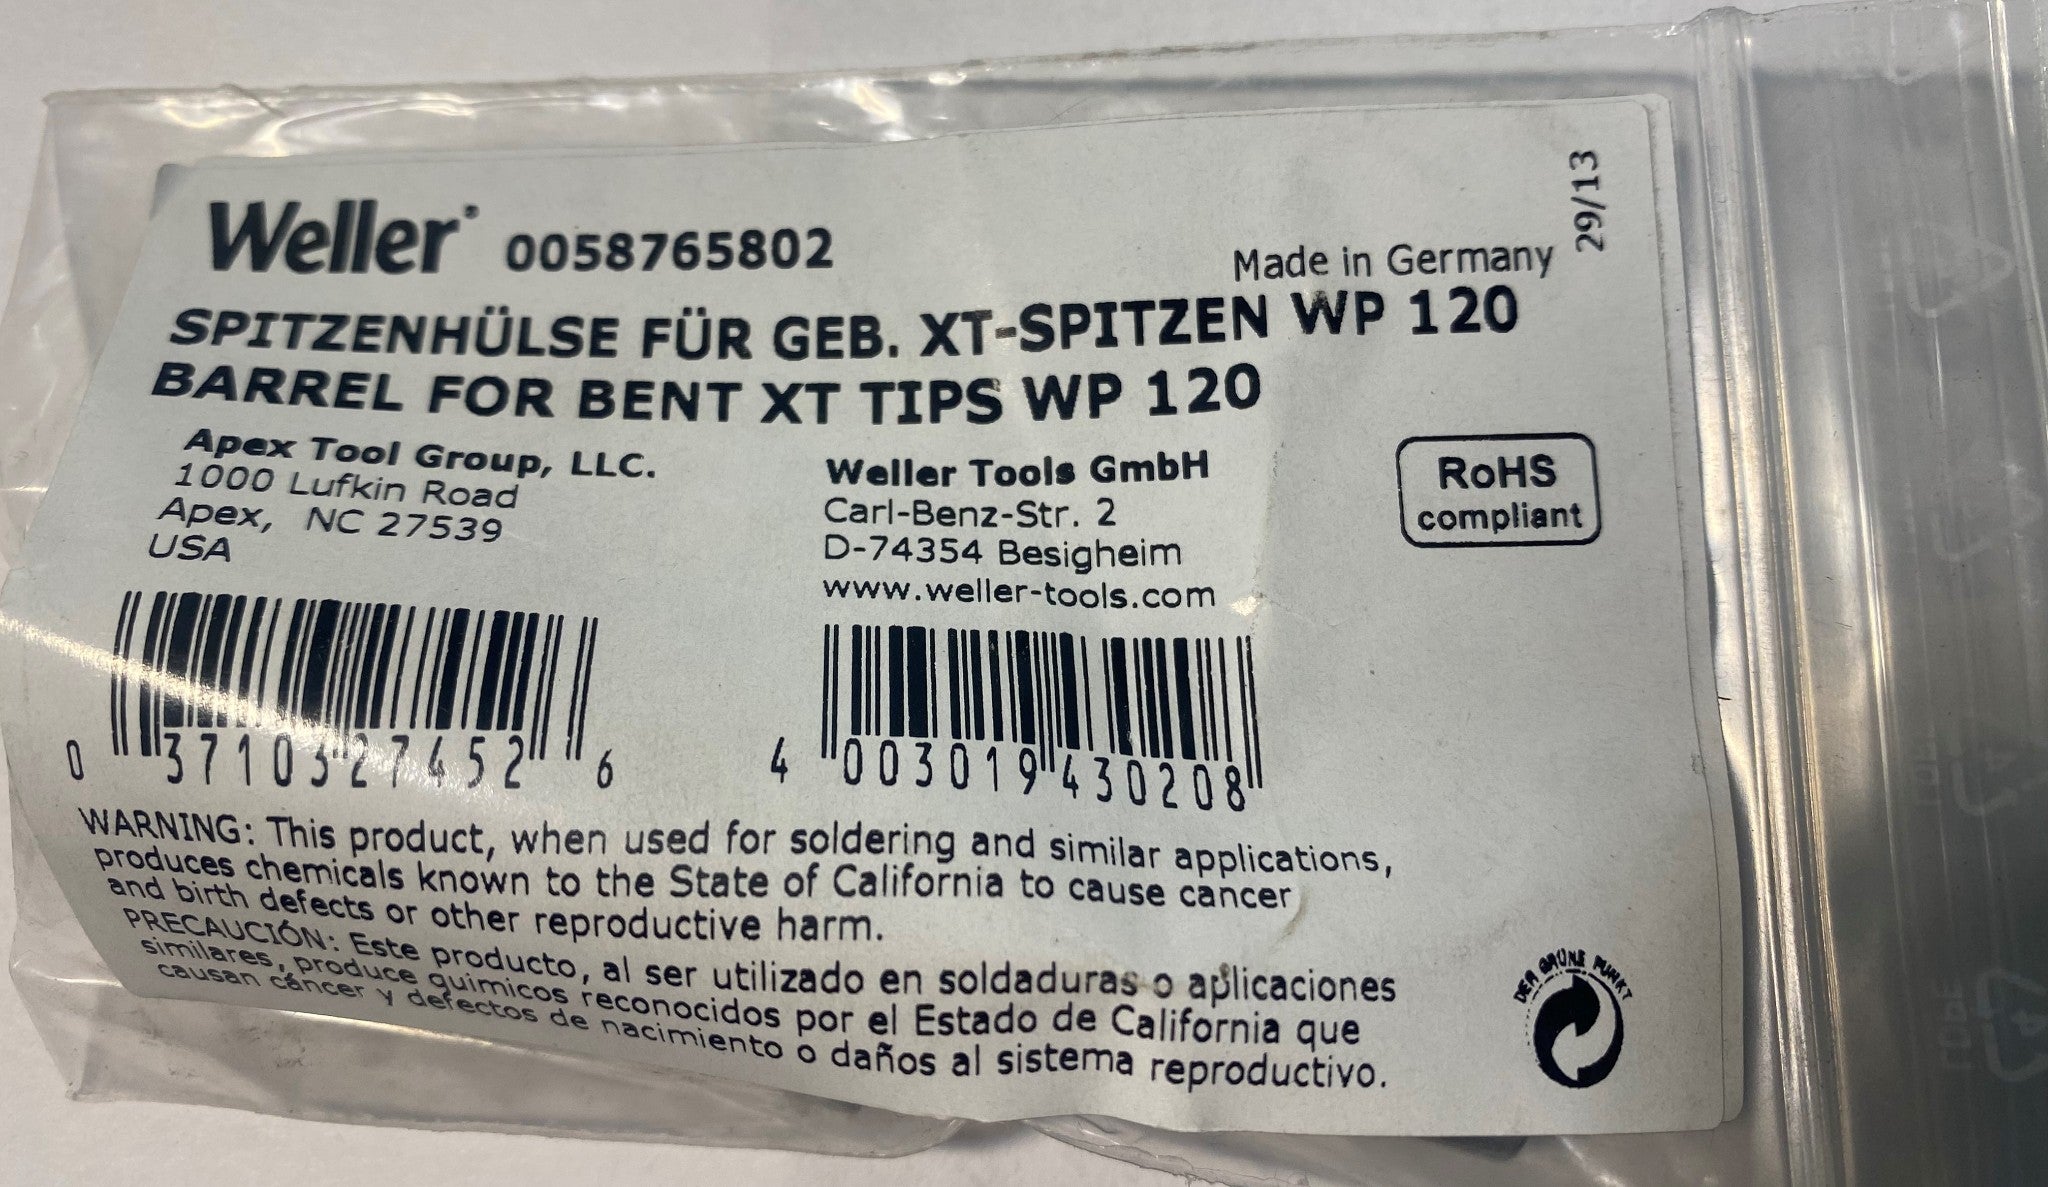 29/13
Weller® 0058765802
Made in Germany
SPITZENHÜLSE FÜR GEB. XT-SPITZEN WP 120
BARREL FOR BENT XT TIPS WP 120
Apex Tool Group, LLC.
1000 Lufkin Road
Apex, NC 27539
USA
Weller Tools GmbH
Carl-Benz-Str. 2
D-74354 Besigheim
www.weller-tools.com
RoHS
compliant
0 37103 27452 6
4 003019 430208
WARNING: This product, when used for soldering and similar applications,
produces chemicals known to the State of California to cause cancer
and birth defects or other reproductive harm.
PRECAUCIÓN: Este producto, al ser utilizado en soldaduras o aplicaciones
similares, produce quimicos reconocidos por el Estado de California que
causan cáncer y defectos de nacimiento o daños al sistema reproductivo.
DER GRÜNE PUNKT